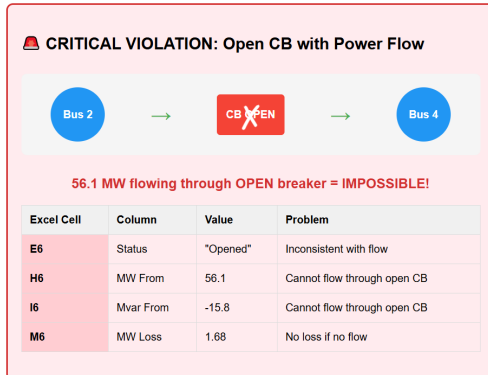 🚨 CRITICAL VIOLATION: Open CB with Power Flow
Bus 2 → CB OPEN → Bus 4
56.1 MW flowing through OPEN breaker = IMPOSSIBLE!
Excel Cell Column Value Problem
E6 Status "Opened" Inconsistent with flow
H6 MW From 56.1 Cannot flow through open CB
I6 Mvar From -15.8 Cannot flow through open CB
M6 MW Loss 1.68 No loss if no flow